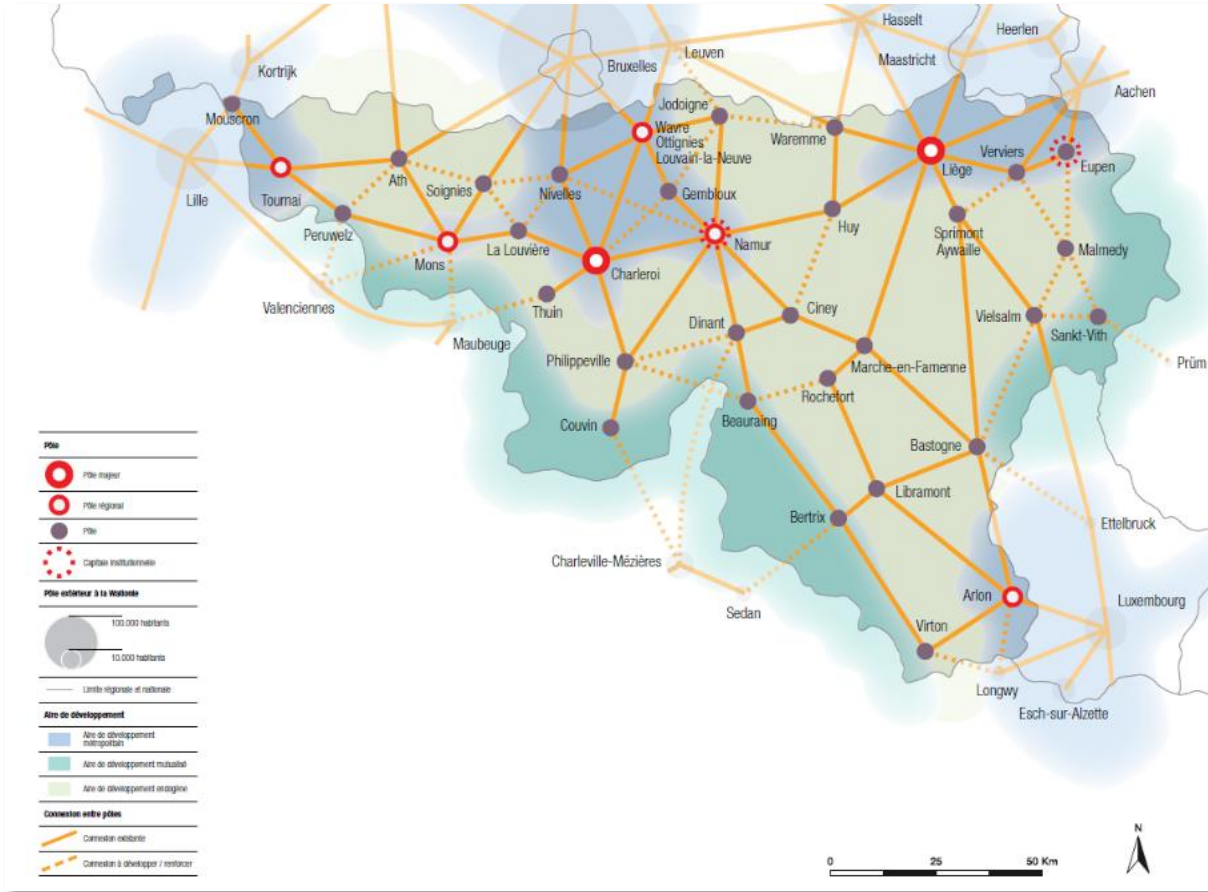 Hasselt
Heerlen
Leuven
Maastricht
Kortrijk
Bruxelles
Aachen
Jodoigne
Mouscron
Wavre
Ottignies
Louvain-la-Neuve
Waremme
Verviers
Liège
Eupen
Ath
Lille
Tournai
Soignies
Nivelles
Gembloux
Peruwelz
Huy
Sprimont
Aywaille
Mons
La Louvière
Namur
Malmedy
Charleroi
Valenciennes
Thuin
Ciney
Vielsalm
Dinant
Sankt-Vith
Maubeuge
Philippeville
Marche-en-Famenne
Prüm
Rochefort
Couvin
Beauraing
Bastogne
Libramont
Bertrix
Ettelbruck
Charleville-Mézières
Arlon
Luxembourg
Sedan
Virton
Longwy
Esch-sur-Alzette
Pôle
Pôle majeur
Pôle régional
Pôle
Capitale institutionnelle
Pôle extérieur à la Wallonie
100.000 habitants
10.000 habitants
Limite régionale et nationale
Aire de développement
Aire de développement
métropolitain
Aire de développement mutualisé
Aire de développement endogène
Connexion entre pôles
Connexion existante
Connexion à développer / renforcer
N
0 25 50 Km